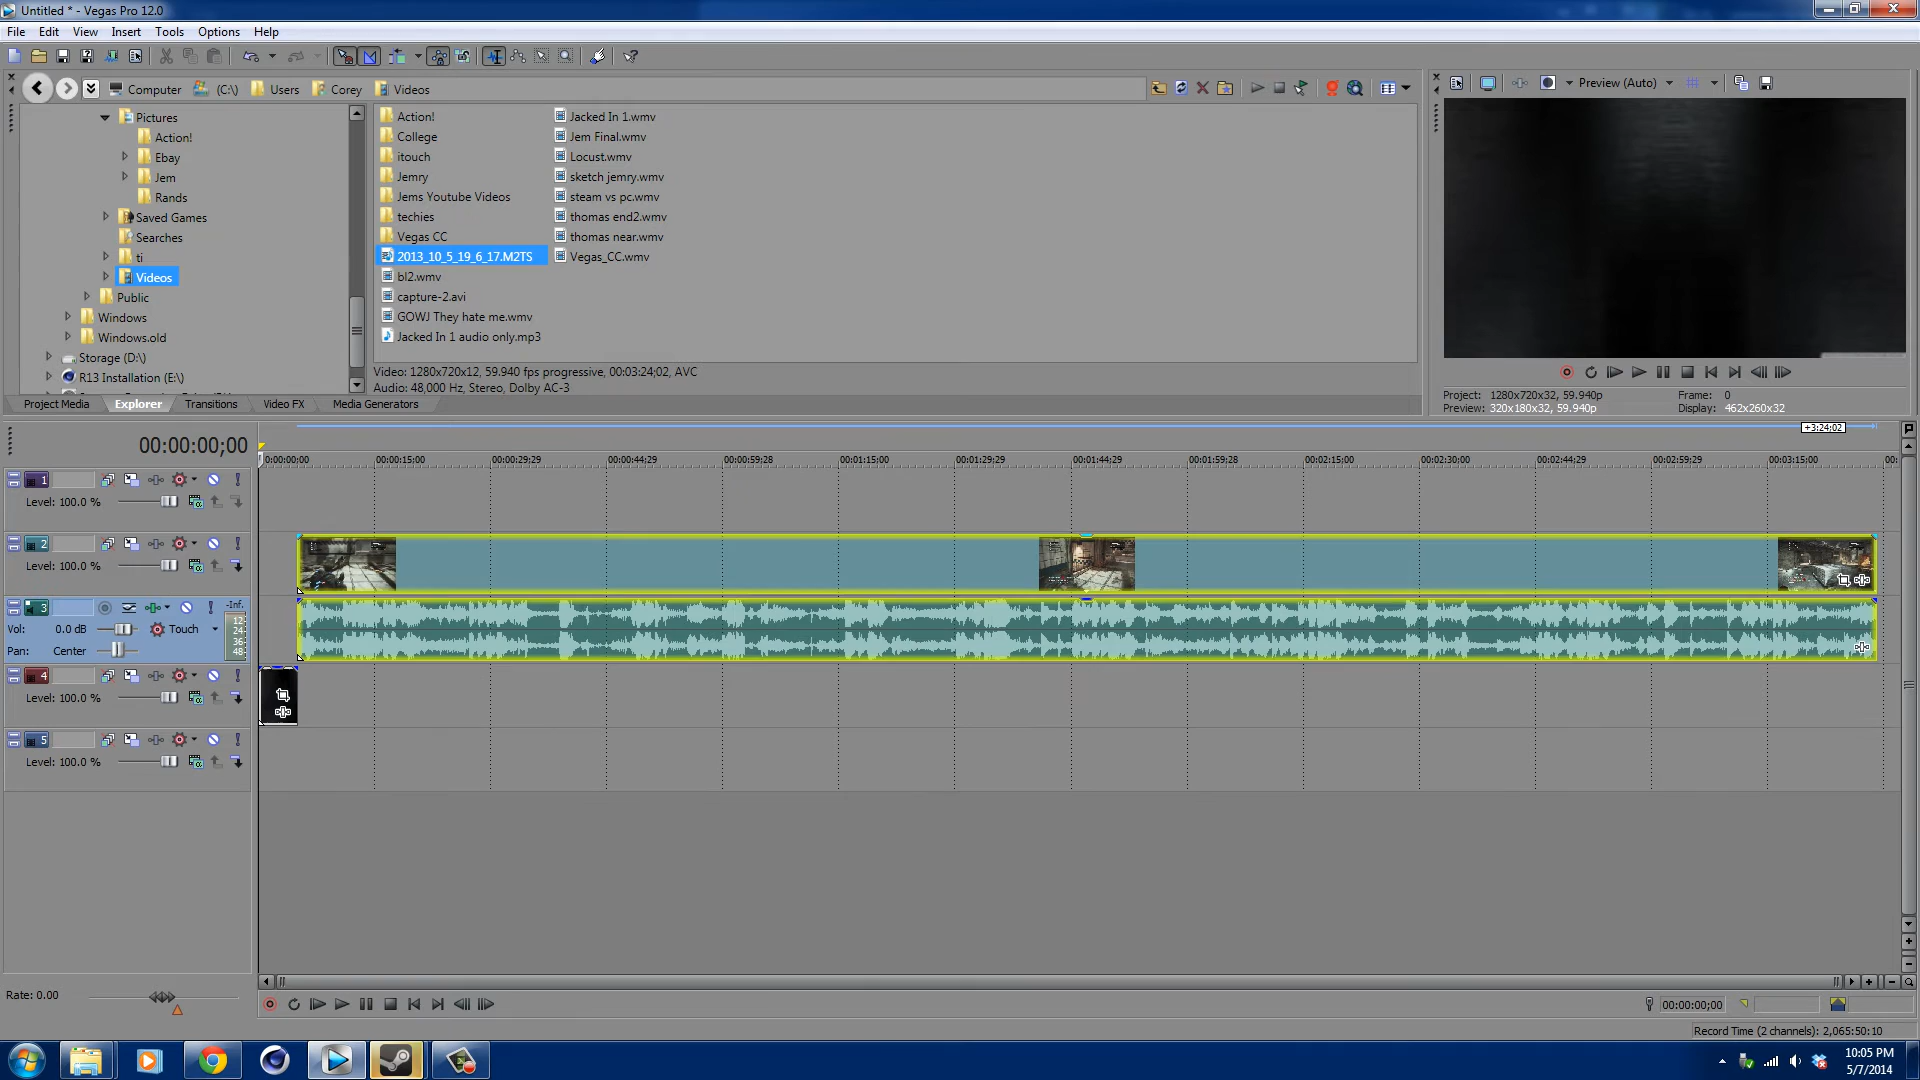 Untitled * - Vegas Pro 12.0
File Edit View Insert Tools Options Help
Computer (C:\) Users Corey Videos
Preview (Auto)
Pictures
Action!
Ebay
Jem
Rands
Saved Games
Searches
ti
Videos
Public
Windows
Windows.old
Storage (D:\)
R13 Installation (E:\)
Action!
College
itouch
Jemry
Jems Youtube Videos
techies
Vegas CC
2013_10_5_19_6_17.M2TS
bl2.wmv
capture-2.avi
GOWJ They hate me.wmv
Jacked In 1 audio only.mp3
Jacked In 1.wmv
Jem Final.wmv
Locust.wmv
sketch jemry.wmv
steam vs pc.wmv
thomas end2.wmv
thomas near.wmv
Vegas_CC.wmv
Video: 1280x720x12, 59.940 fps progressive, 00:03:24;02, AVC
Audio: 48,000 Hz, Stereo, Dolby AC-3
Project Media Explorer Transitions Video FX Media Generators
Project: 1280x720x32, 59.940p Frame: 0
Preview: 320x180x32, 59.940p Display: 462x260x32
+3:24;02
00:00:00;00
0:00:00;00 00:00:15;00 00:00:29;29 00:00:44;29 00:00:59;28 00:01:15;00 00:01:29;29 00:01:44;29 00:01:59;28 00:02:15;00 00:02:30;00 00:02:44;29 00:02:59;29 00:03:15;00 00:
1
Level: 100.0 %
2
Level: 100.0 %
3 -Inf.
Vol: 0.0 dB Touch
Pan: Center
12
24
36
48
4
Level: 100.0 %
5
Level: 100.0 %
Rate: 0.00
00:00:00;00
Record Time (2 channels): 2,065:50:10
10:05 PM
5/7/2014